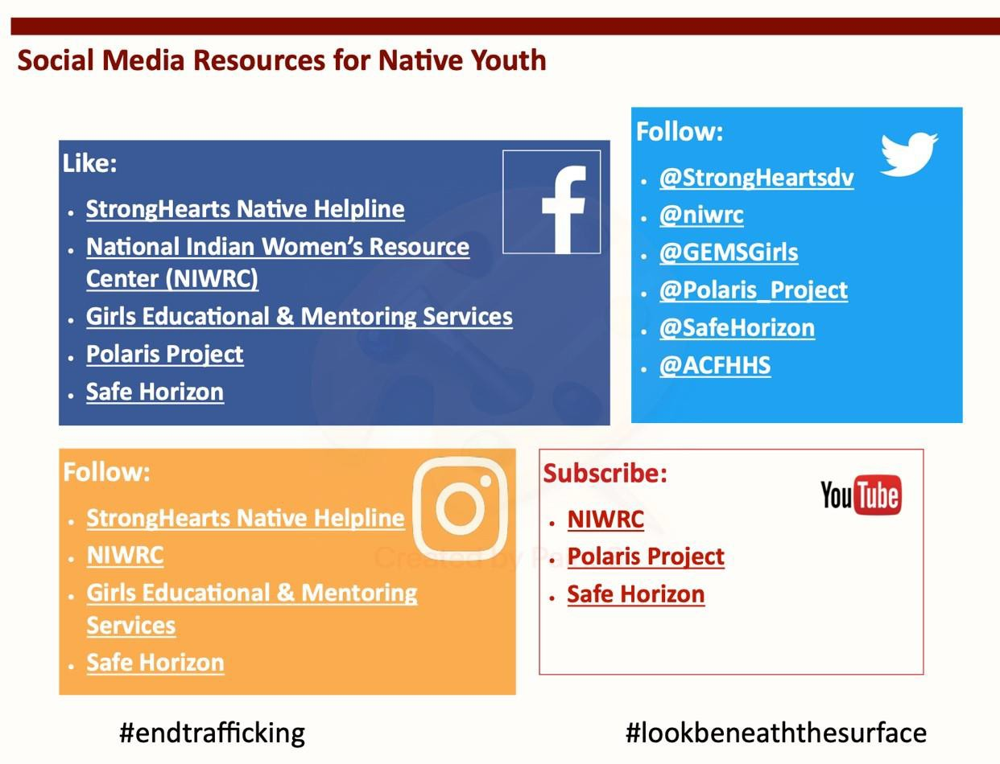 Social Media Resources for Native Youth
Like:
• StrongHearts Native Helpline
• National Indian Women’s Resource
Center (NIWRC)
• Girls Educational & Mentoring Services
• Polaris Project
• Safe Horizon
Follow:
• @StrongHeartsdv
• @niwrc
• @GEMSGirls
• @Polaris_Project
• @SafeHorizon
• @ACFHHS
Follow:
• StrongHearts Native Helpline
• NIWRC
• Girls Educational & Mentoring
Services
• Safe Horizon
Subscribe:
YouTube
• NIWRC
• Polaris Project
• Safe Horizon
Created by
#endtrafficking
#lookbeneaththesurface